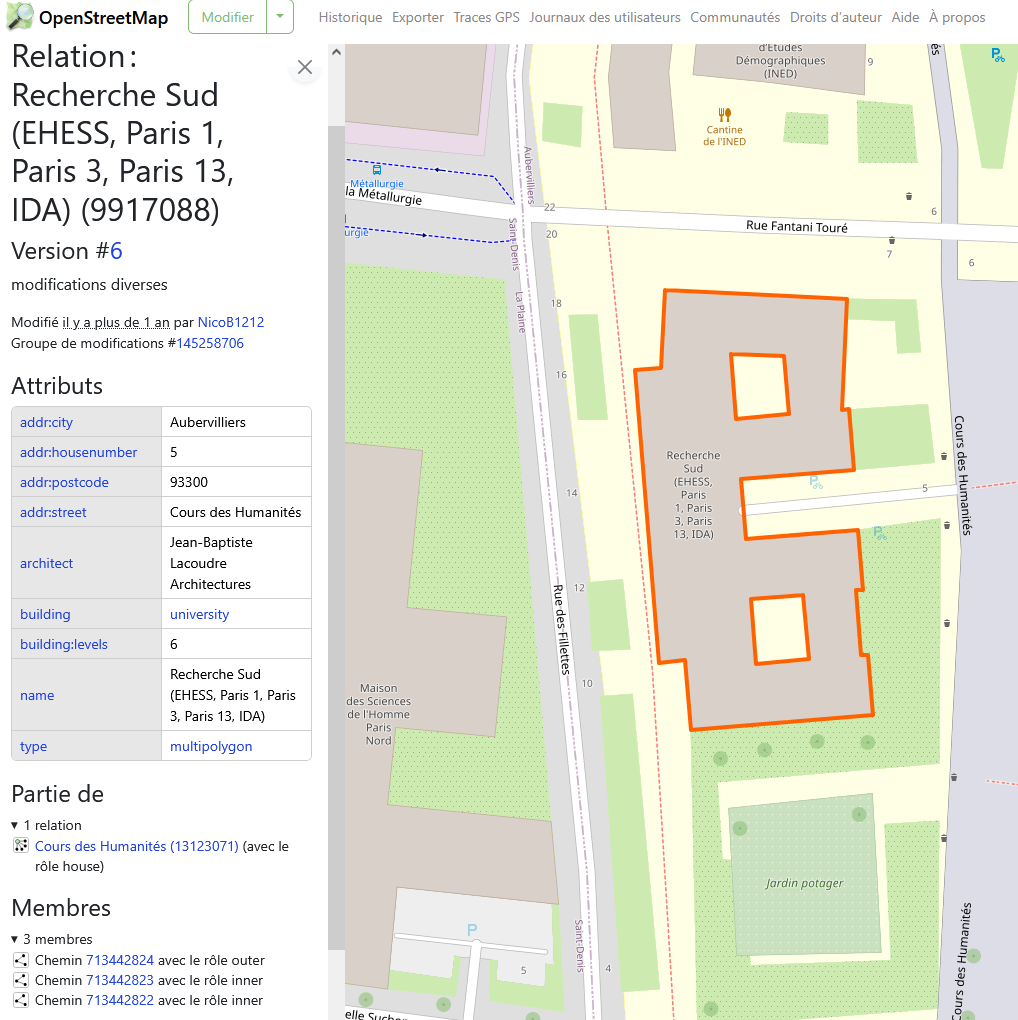 OpenStreetMap
Modifier
Historique Exporter Traces GPS Journaux des utilisateurs Communautés Droits d'auteur Aide À propos
Relation :
Recherche Sud
(EHESS, Paris 1,
Paris 3, Paris 13,
IDA) (9917088)
Version #6
modifications diverses
Modifié il y a plus de 1 an par NicoB1212
Groupe de modifications #145258706
Attributs
addr:city Aubervilliers
addr:housenumber 5
addr:postcode 93300
addr:street Cours des Humanités
architect Jean-Baptiste
Lacoudre
Architectures
building university
building:levels 6
name Recherche Sud
(EHESS, Paris 1, Paris
3, Paris 13, IDA)
type multipolygon
Partie de
▼ 1 relation
Cours des Humanités (13123071) (avec le
rôle house)
Membres
▼ 3 membres
Chemin 713442824 avec le rôle outer
Chemin 713442823 avec le rôle inner
Chemin 713442822 avec le rôle inner
d'Études
Démographiques
(INED)
9
és
Cantine
de l'INED
Aubervilliers
Métallurgie
la Métallurgie
urgie
22
20
6
Rue Fantani Touré
7
6
Saint-Denis
La Plaine
18
16
14
12
10
Recherche
Sud
(EHESS,
Paris
1, Paris
3, Paris
13, IDA)
P
5
P
Cours des Humanités
Rue des Fillettes
Maison
des Sciences
de l'Homme
Paris
Nord
Jardin potager
P
5
4
Saint-Denis
Cours des Humanités
elle Suchor